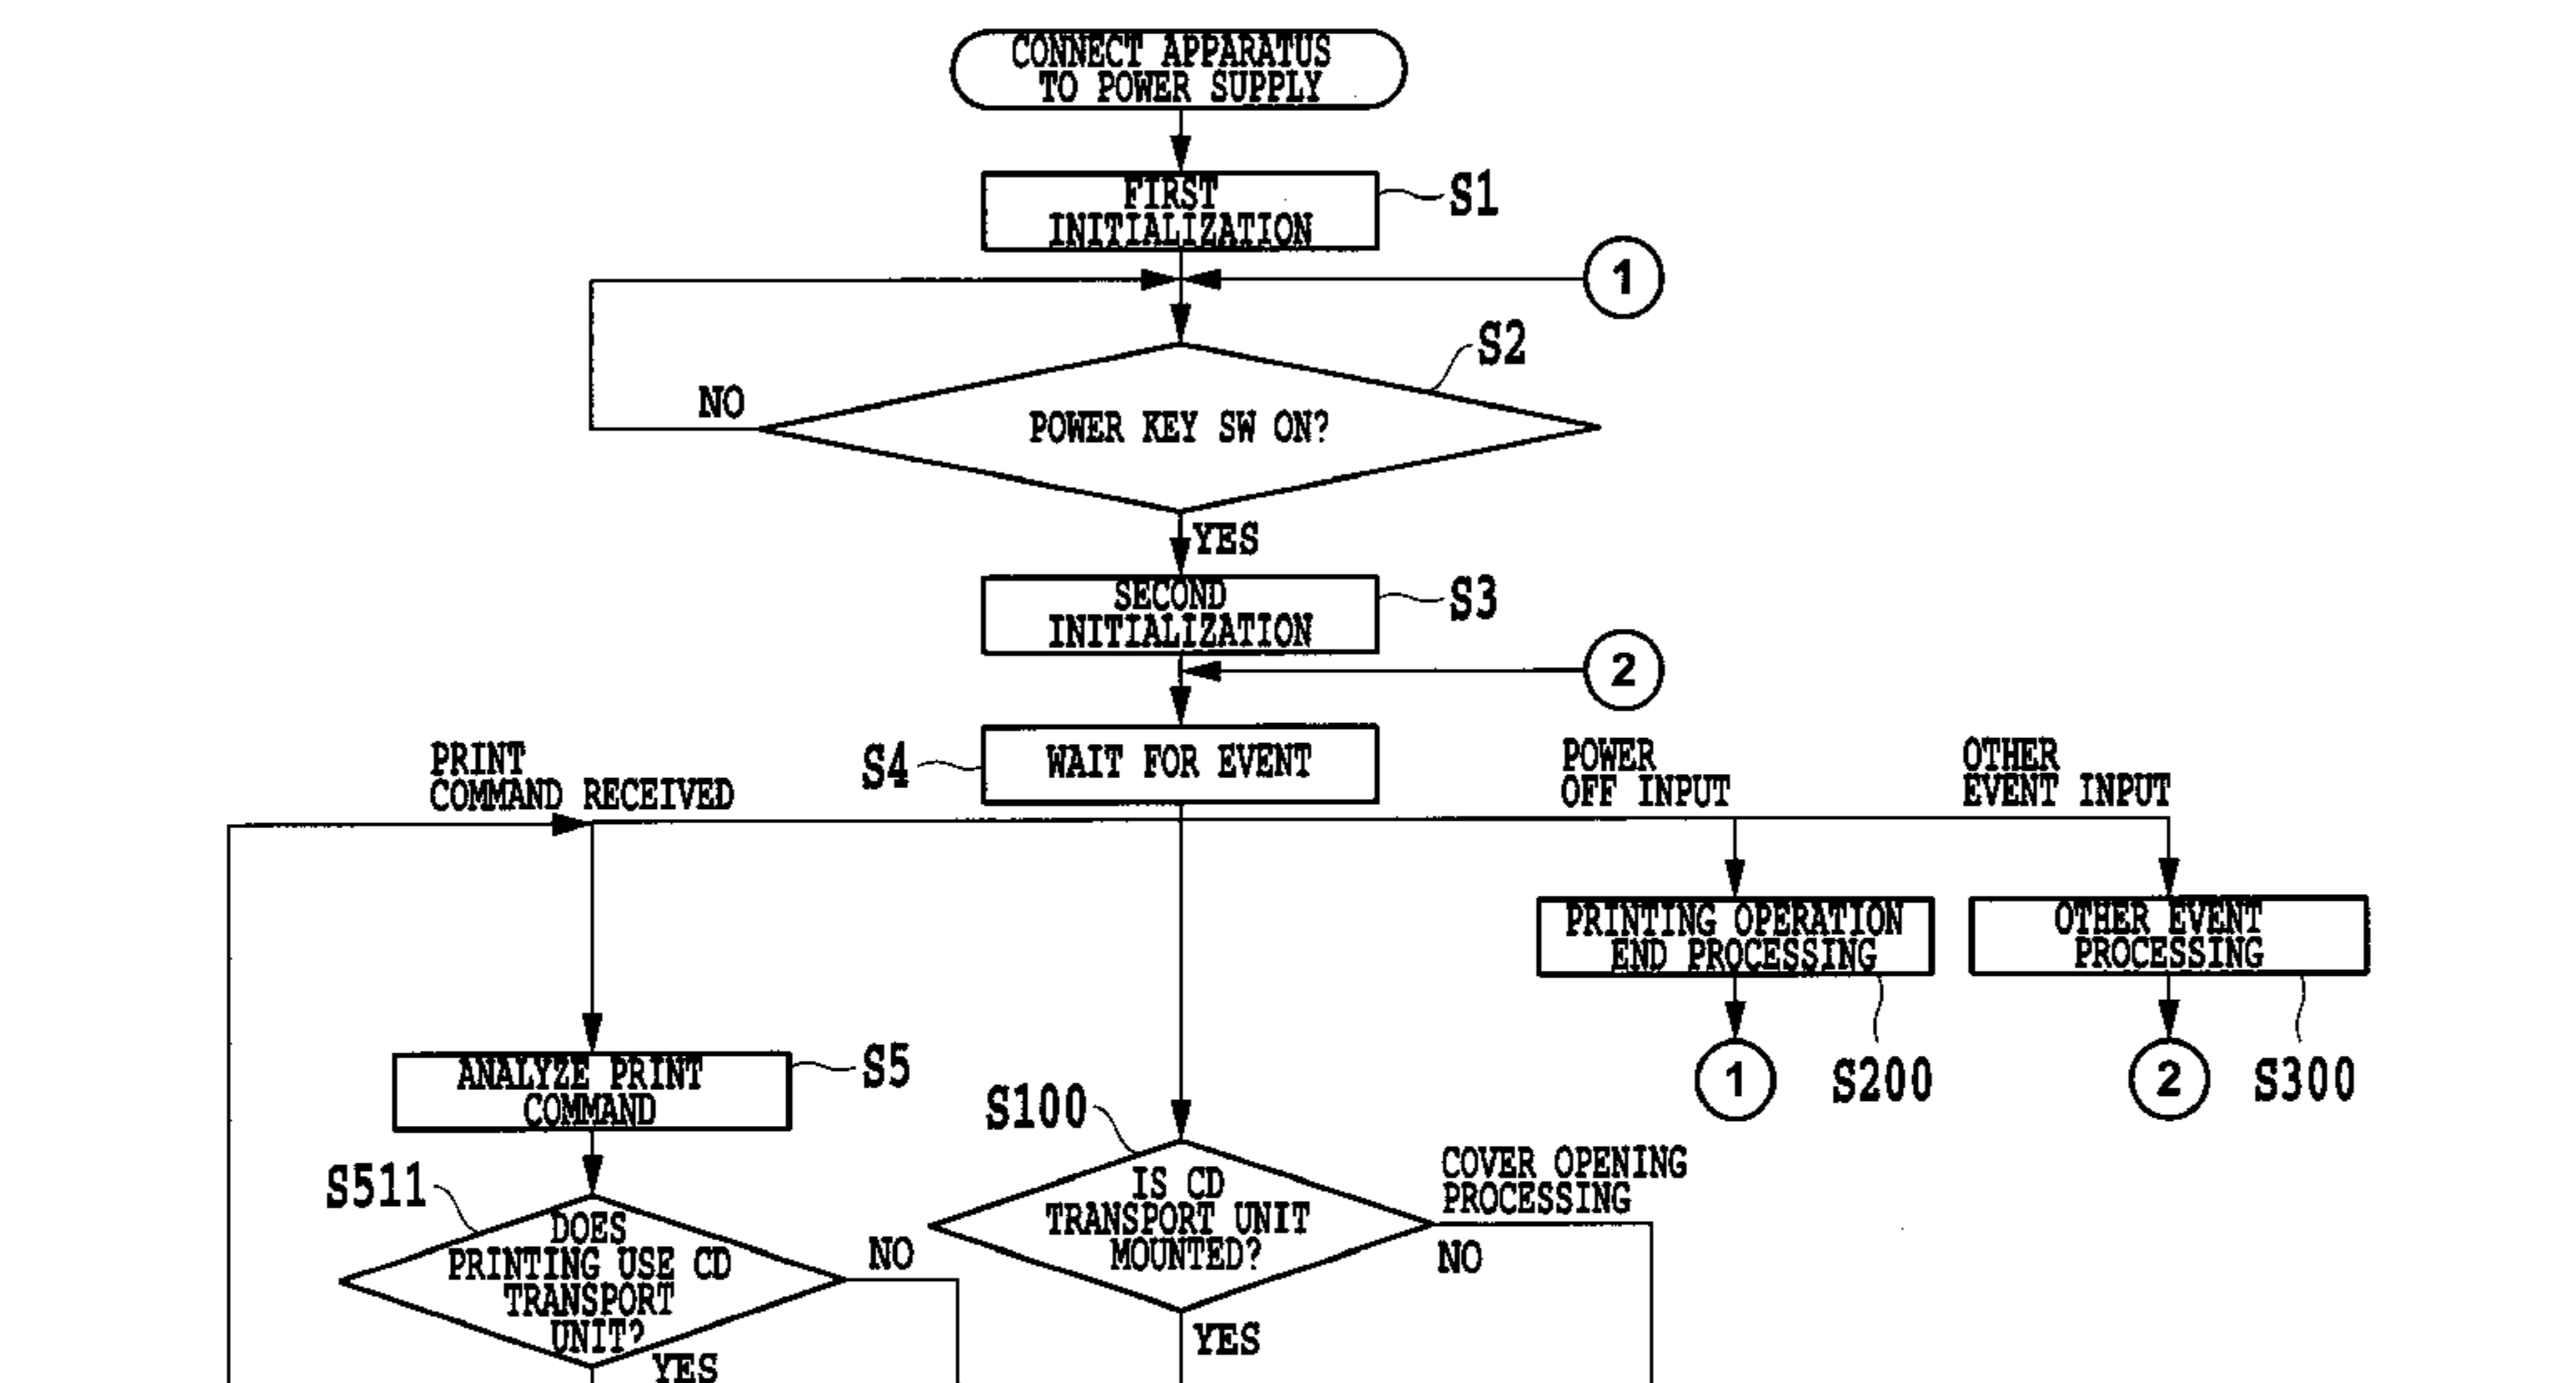 CONNECT APPARATUS
TO POWER SUPPLY
FIRST
INITIALIZATION
S1
1
S2
NO
POWER KEY SW ON?
YES
SECOND
INITIALIZATION
S3
2
S4
WAIT FOR EVENT
PRINT
COMMAND RECEIVED
POWER
OFF INPUT
OTHER
EVENT INPUT
PRINTING OPERATION
END PROCESSING
OTHER EVENT
PROCESSING
1
S200
2
S300
ANALYZE PRINT
COMMAND
S5
S100
IS CD
TRANSPORT UNIT
MOUNTED?
COVER OPENING
PROCESSING
NO
YES
S511
DOES
PRINTING USE CD
TRANSPORT
UNIT?
NO
YES